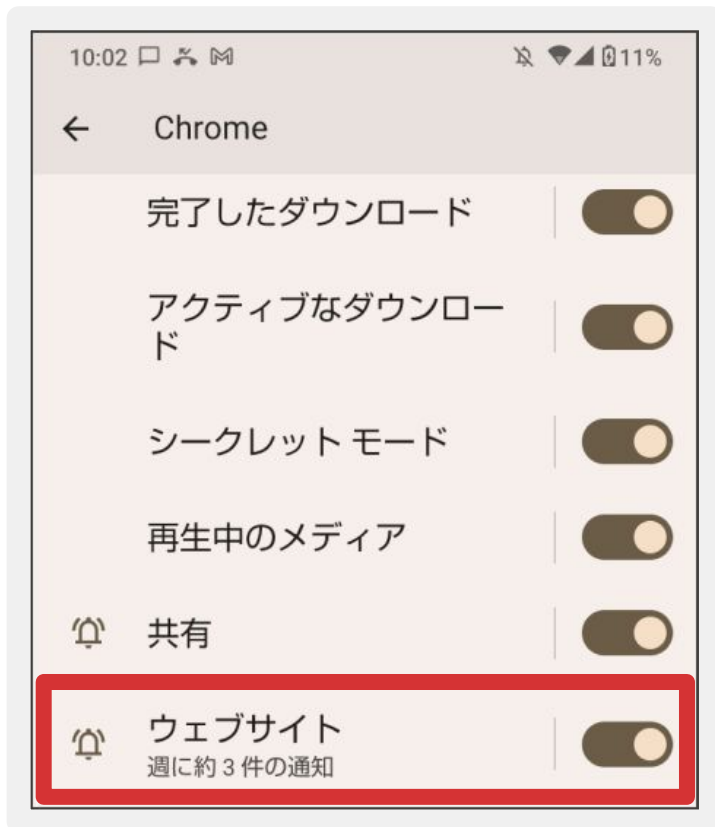 10:02 11%
Chrome
完了したダウンロード
アクティブなダウンロー
ド
シークレット モード
再生中のメディア
共有
ウェブサイト
週に約 3 件の通知